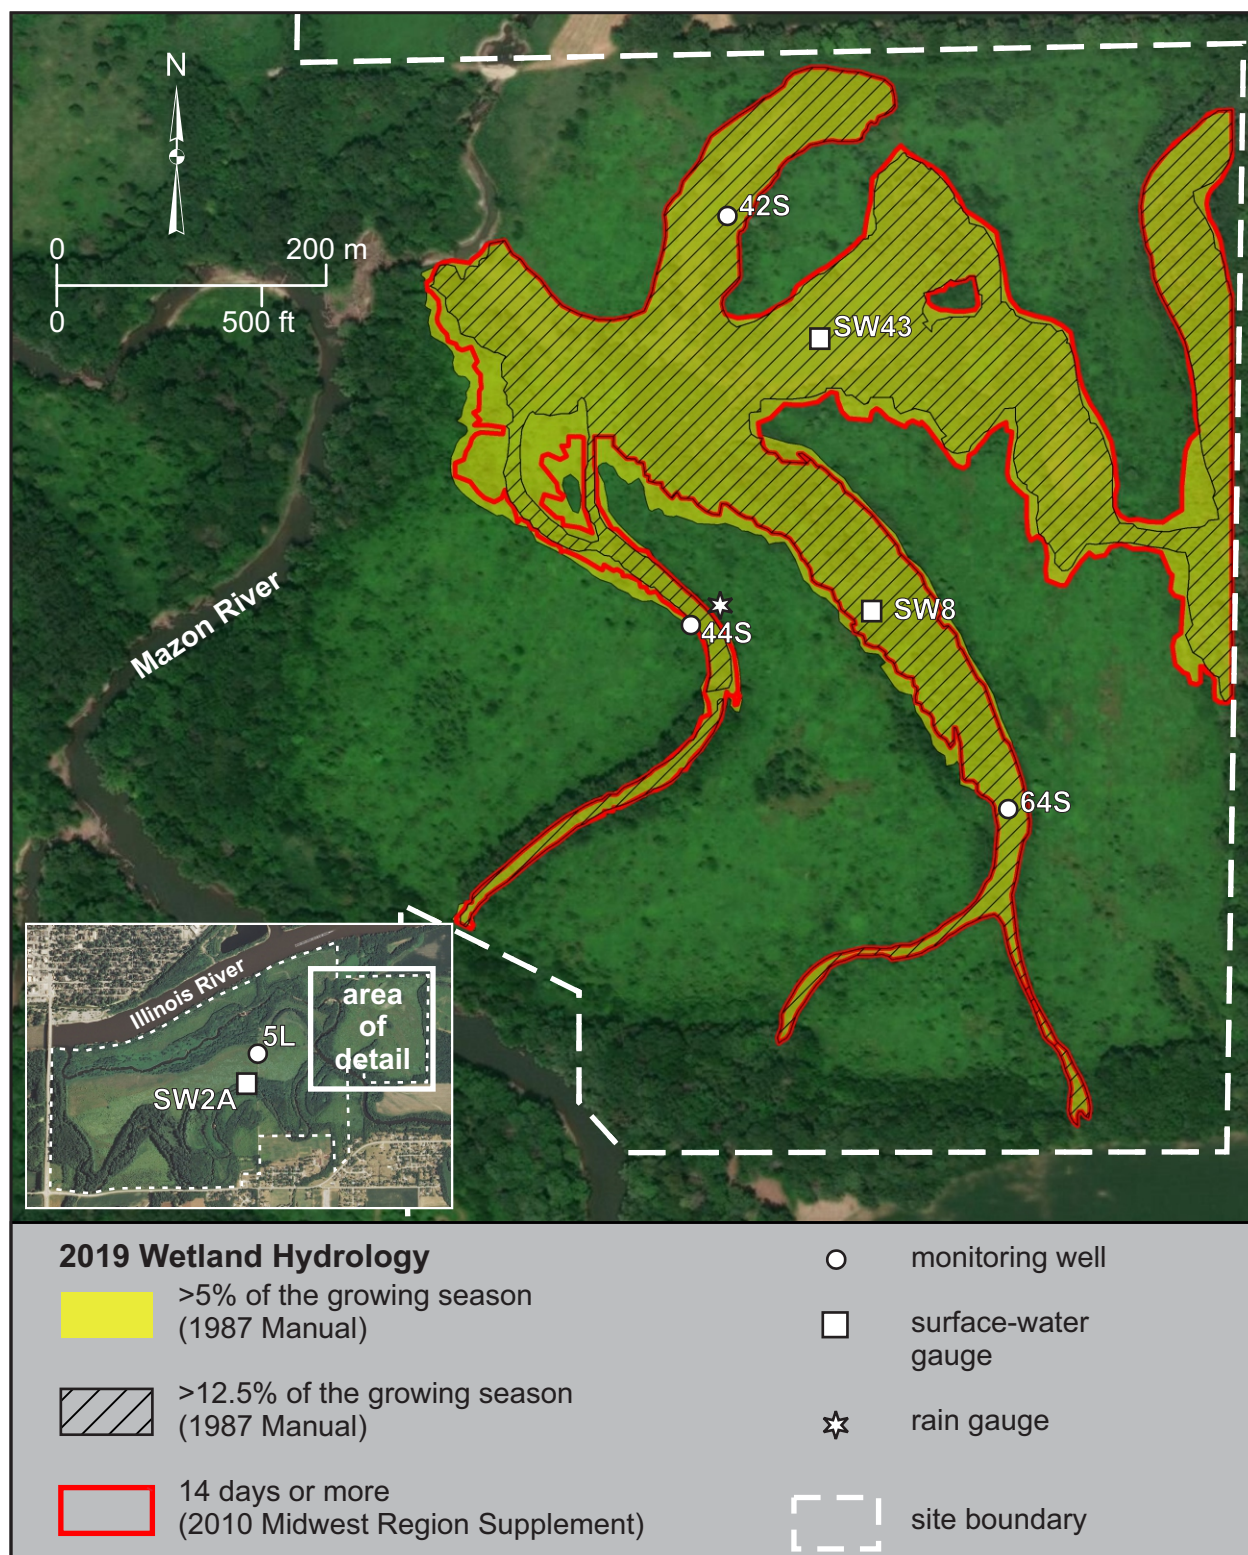 N
0
200 m
0
500 ft
42S
SW43
Mazon River
44S
SW8
64S
Illinois River
5L
SW2A
area
of
detail
2019 Wetland Hydrology
>5% of the growing season
(1987 Manual)
>12.5% of the growing season
(1987 Manual)
14 days or more
(2010 Midwest Region Supplement)
monitoring well
surface-water
gauge
rain gauge
site boundary